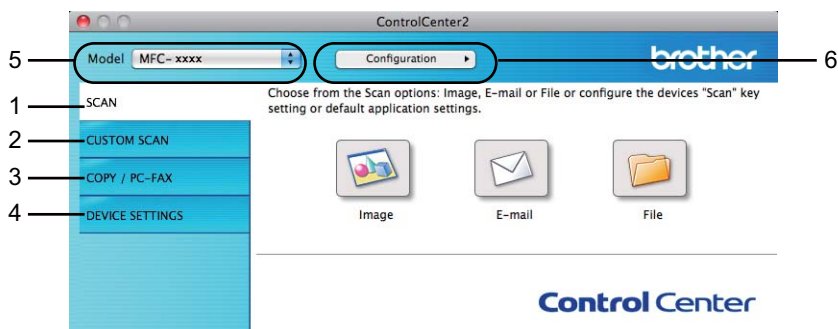 ControlCenter2
5 Model MFC- xxxx Configuration 6
brother
1 SCAN
Choose from the Scan options: Image, E-mail or File or configure the devices "Scan" key
setting or default application settings.
2 CUSTOM SCAN
3 COPY / PC-FAX
4 DEVICE SETTINGS
Image E-mail File
Control Center